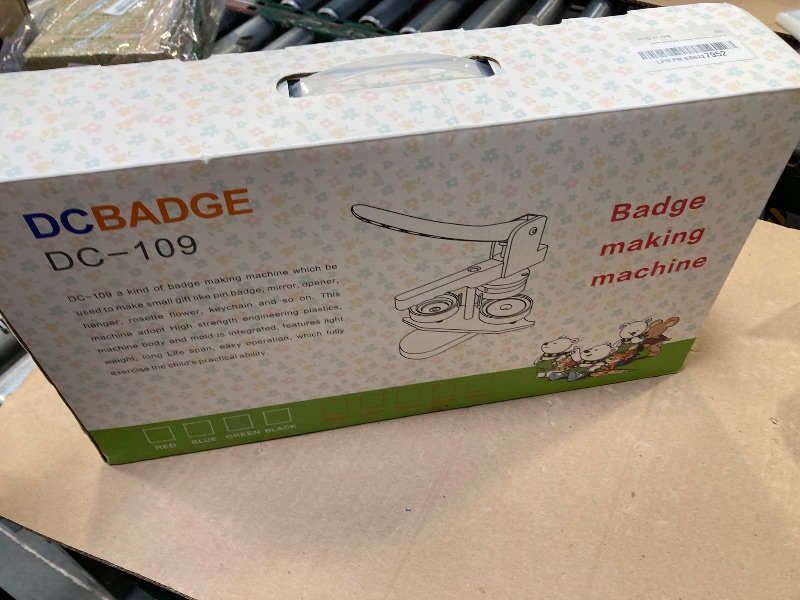 7952
DCBADGE
DC-109
DC-109 a kind of badge making machine which be
used to make small gift like pin badge, mirror, opener,
hanger, rosette flower, keychain and so on. This
machine adopt High strength engineering plastics,
machine body and mold is integrated, features light
weight, long Life span, easy operation, which fully
exercise the child's practical ability.
Badge
making
machine
RED BLUE GREEN BLACK